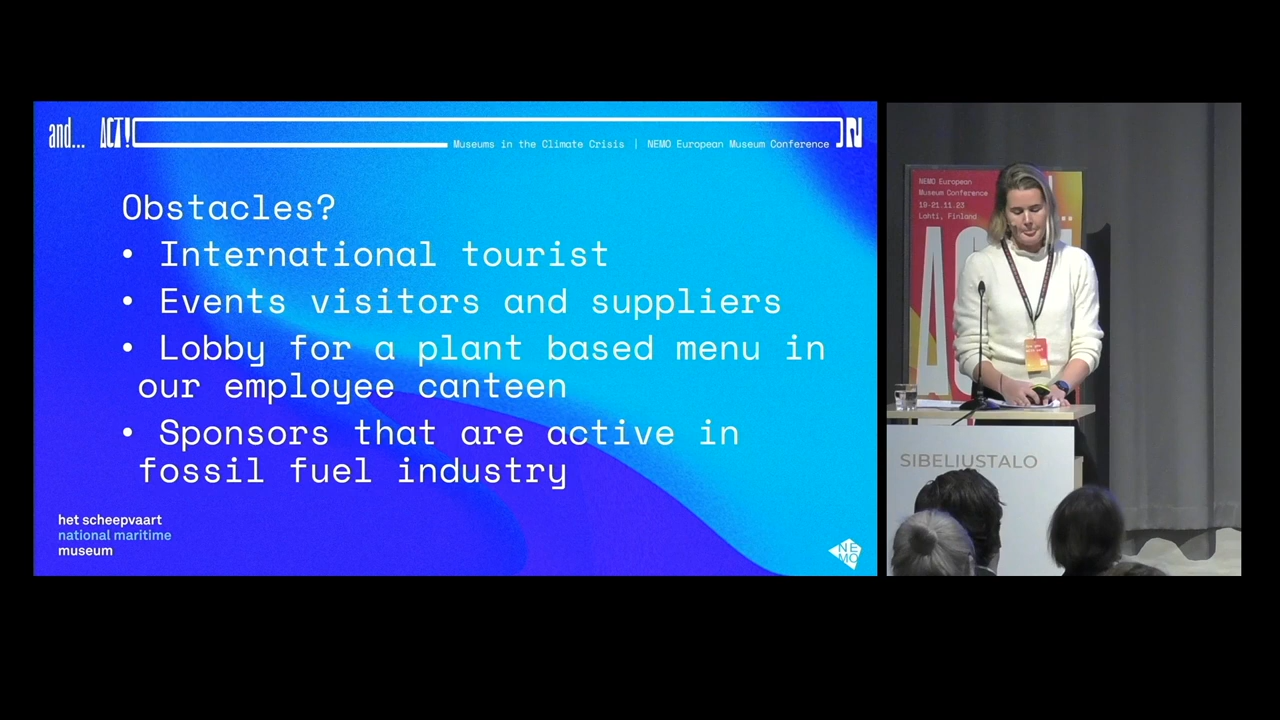 and... ACT!
Museums in the Climate Crisis | NEMO European Museum Conference
Obstacles?
• International tourist
• Events visitors and suppliers
• Lobby for a plant based menu in
our employee canteen
• Sponsors that are active in
fossil fuel industry
het scheepvaart
national maritime
museum
NE
MO
NEMO European
Museum Conference
19-21.11.23
Lahti, Finland
SIBELIUSTALO